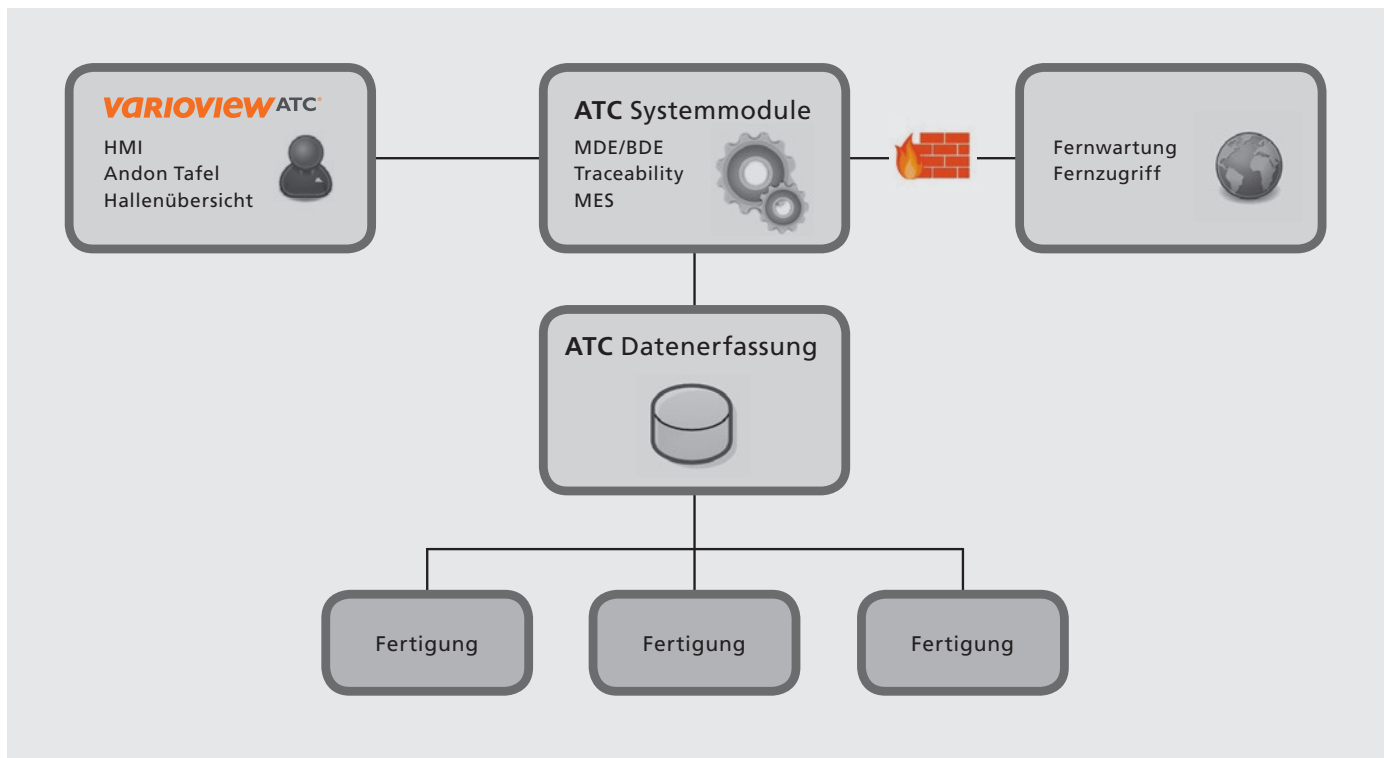 VARIOVIEW ATC
HMI
Andon Tafel
Hallenübersicht
ATC Systemmodule
MDE/BDE
Traceability
MES
Fernwartung
Fernzugriff
ATC Datenerfassung
Fertigung
Fertigung
Fertigung